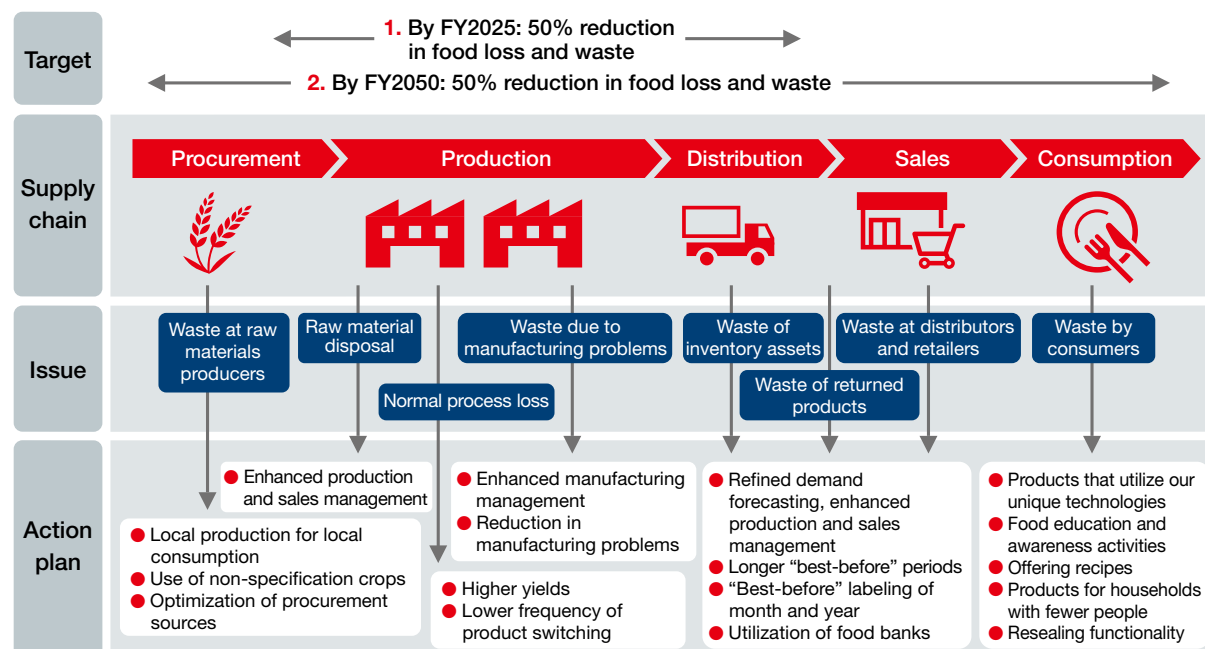 Target
1. By FY2025: 50% reduction
in food loss and waste
2. By FY2050: 50% reduction in food loss and waste
Supply
chain
Procurement
Production
Distribution
Sales
Consumption
Issue
Waste at raw
materials
producers
Raw material
disposal
Normal process loss
Waste due to
manufacturing problems
Waste of
inventory assets
Waste of returned
products
Waste at distributors
and retailers
Waste by
consumers
Action
plan
● Local production for local
consumption
● Use of non-specification crops
● Optimization of procurement
sources
● Enhanced production
and sales management
● Higher yields
● Lower frequency of
product switching
● Enhanced manufacturing
management
● Reduction in
manufacturing problems
● Refined demand
forecasting, enhanced
production and sales
management
● Longer “best-before” periods
● “Best-before” labeling of
month and year
● Utilization of food banks
● Products that utilize our
unique technologies
● Food education and
awareness activities
● Offering recipes
● Products for households
with fewer people
● Resealing functionality